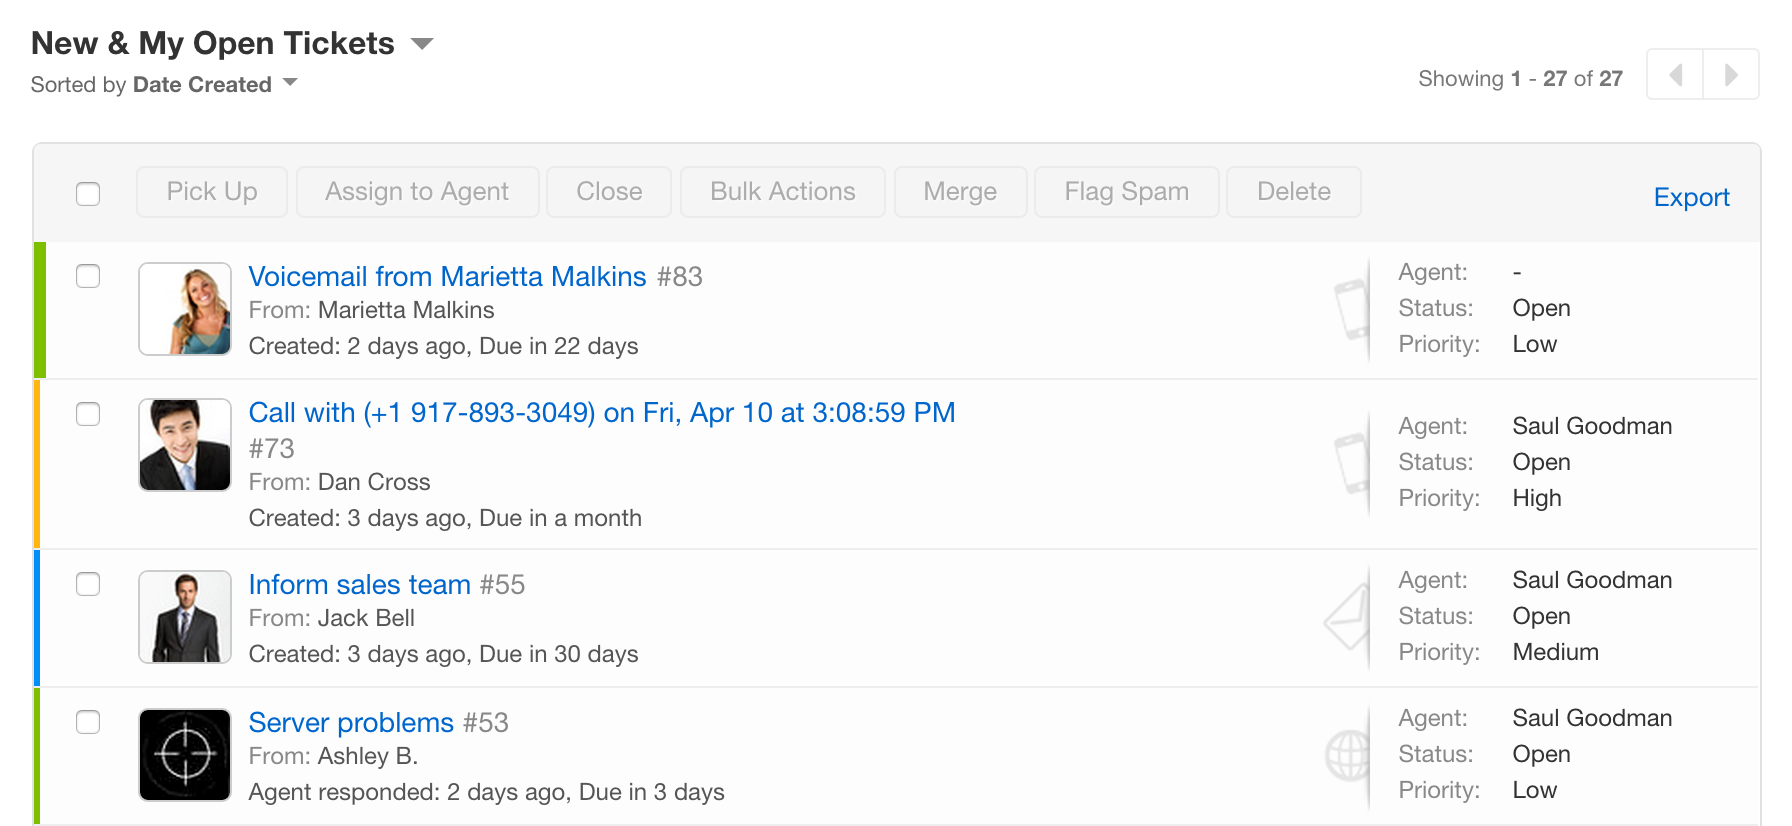 New & My Open Tickets
Sorted by Date Created
Showing 1 - 27 of 27
Pick Up
Assign to Agent
Close
Bulk Actions
Merge
Flag Spam
Delete
Export
Voicemail from Marietta Malkins #83
From: Marietta Malkins
Created: 2 days ago, Due in 22 days
Agent: -
Status: Open
Priority: Low
Call with (+1 917-893-3049) on Fri, Apr 10 at 3:08:59 PM
#73
From: Dan Cross
Created: 3 days ago, Due in a month
Agent: Saul Goodman
Status: Open
Priority: High
Inform sales team #55
From: Jack Bell
Created: 3 days ago, Due in 30 days
Agent: Saul Goodman
Status: Open
Priority: Medium
Server problems #53
From: Ashley B.
Agent responded: 2 days ago, Due in 3 days
Agent: Saul Goodman
Status: Open
Priority: Low